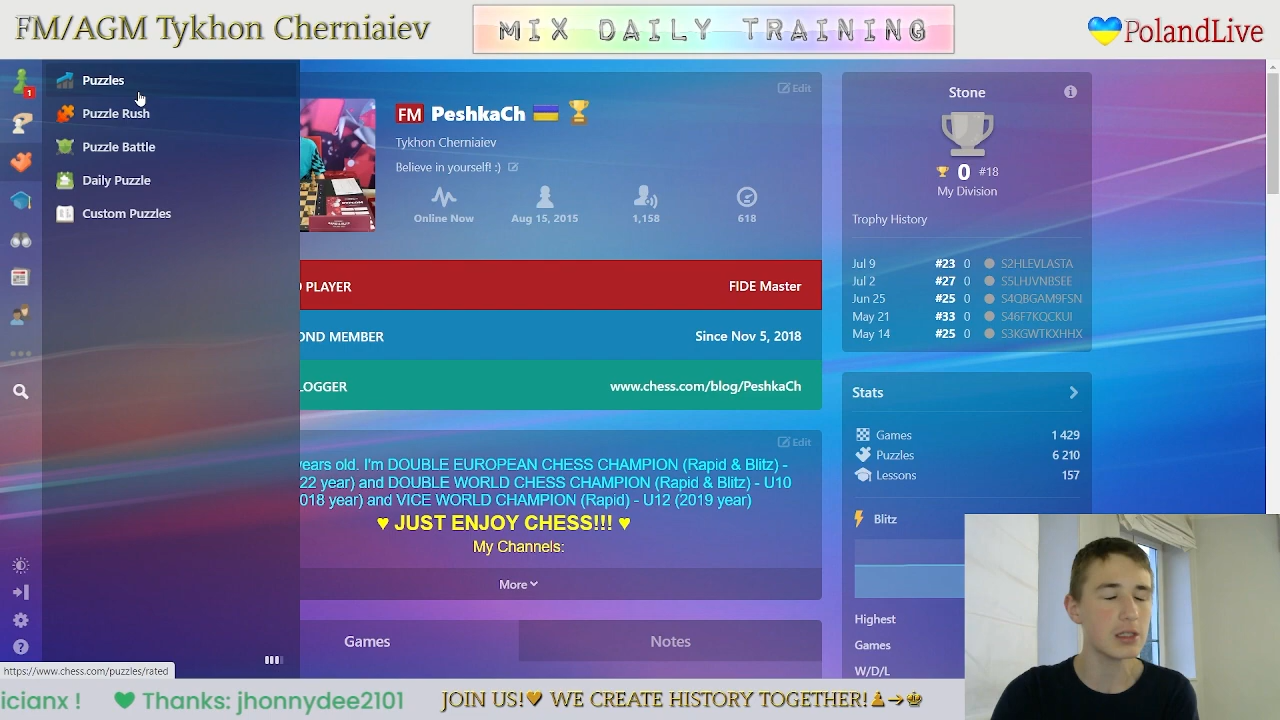 FM/AGM Tykhon Cherniaiev
MIX DAILY TRAINING
PolandLive
1
Puzzles
Puzzle Rush
Puzzle Battle
Daily Puzzle
Custom Puzzles
https://www.chess.com/puzzles/rated
Edit
FM PeshkaCh
Tykhon Cherniaiev
Believe in yourself! :)
Online Now
Aug 15, 2015
1,158
618
PLAYER
FIDE Master
OND MEMBER
Since Nov 5, 2018
LOGGER
www.chess.com/blog/PeshkaCh
Edit
years old. I'm DOUBLE EUROPEAN CHESS CHAMPION (Rapid & Blitz) -
22 year) and DOUBLE WORLD CHESS CHAMPION (Rapid & Blitz) - U10
018 year) and VICE WORLD CHAMPION (Rapid) - U12 (2019 year)
♥ JUST ENJOY CHESS!!! ♥
My Channels:
More
Games
Notes
Stone
0 #18
My Division
Trophy History
Jul 9 #23 0 S2HLEVLASTA
Jul 2 #27 0 S5LHJVNBSEE
Jun 25 #25 0 S4QBGAM9FSN
May 21 #33 0 S46F7KQCKUI
May 14 #25 0 S3KGWTKXHHX
Stats
Games 1 429
Puzzles 6 210
Lessons 157
Blitz
Highest
Games
W/D/L
icianx !
Thanks: jhonnydee2101
JOIN US! WE CREATE HISTORY TOGETHER!